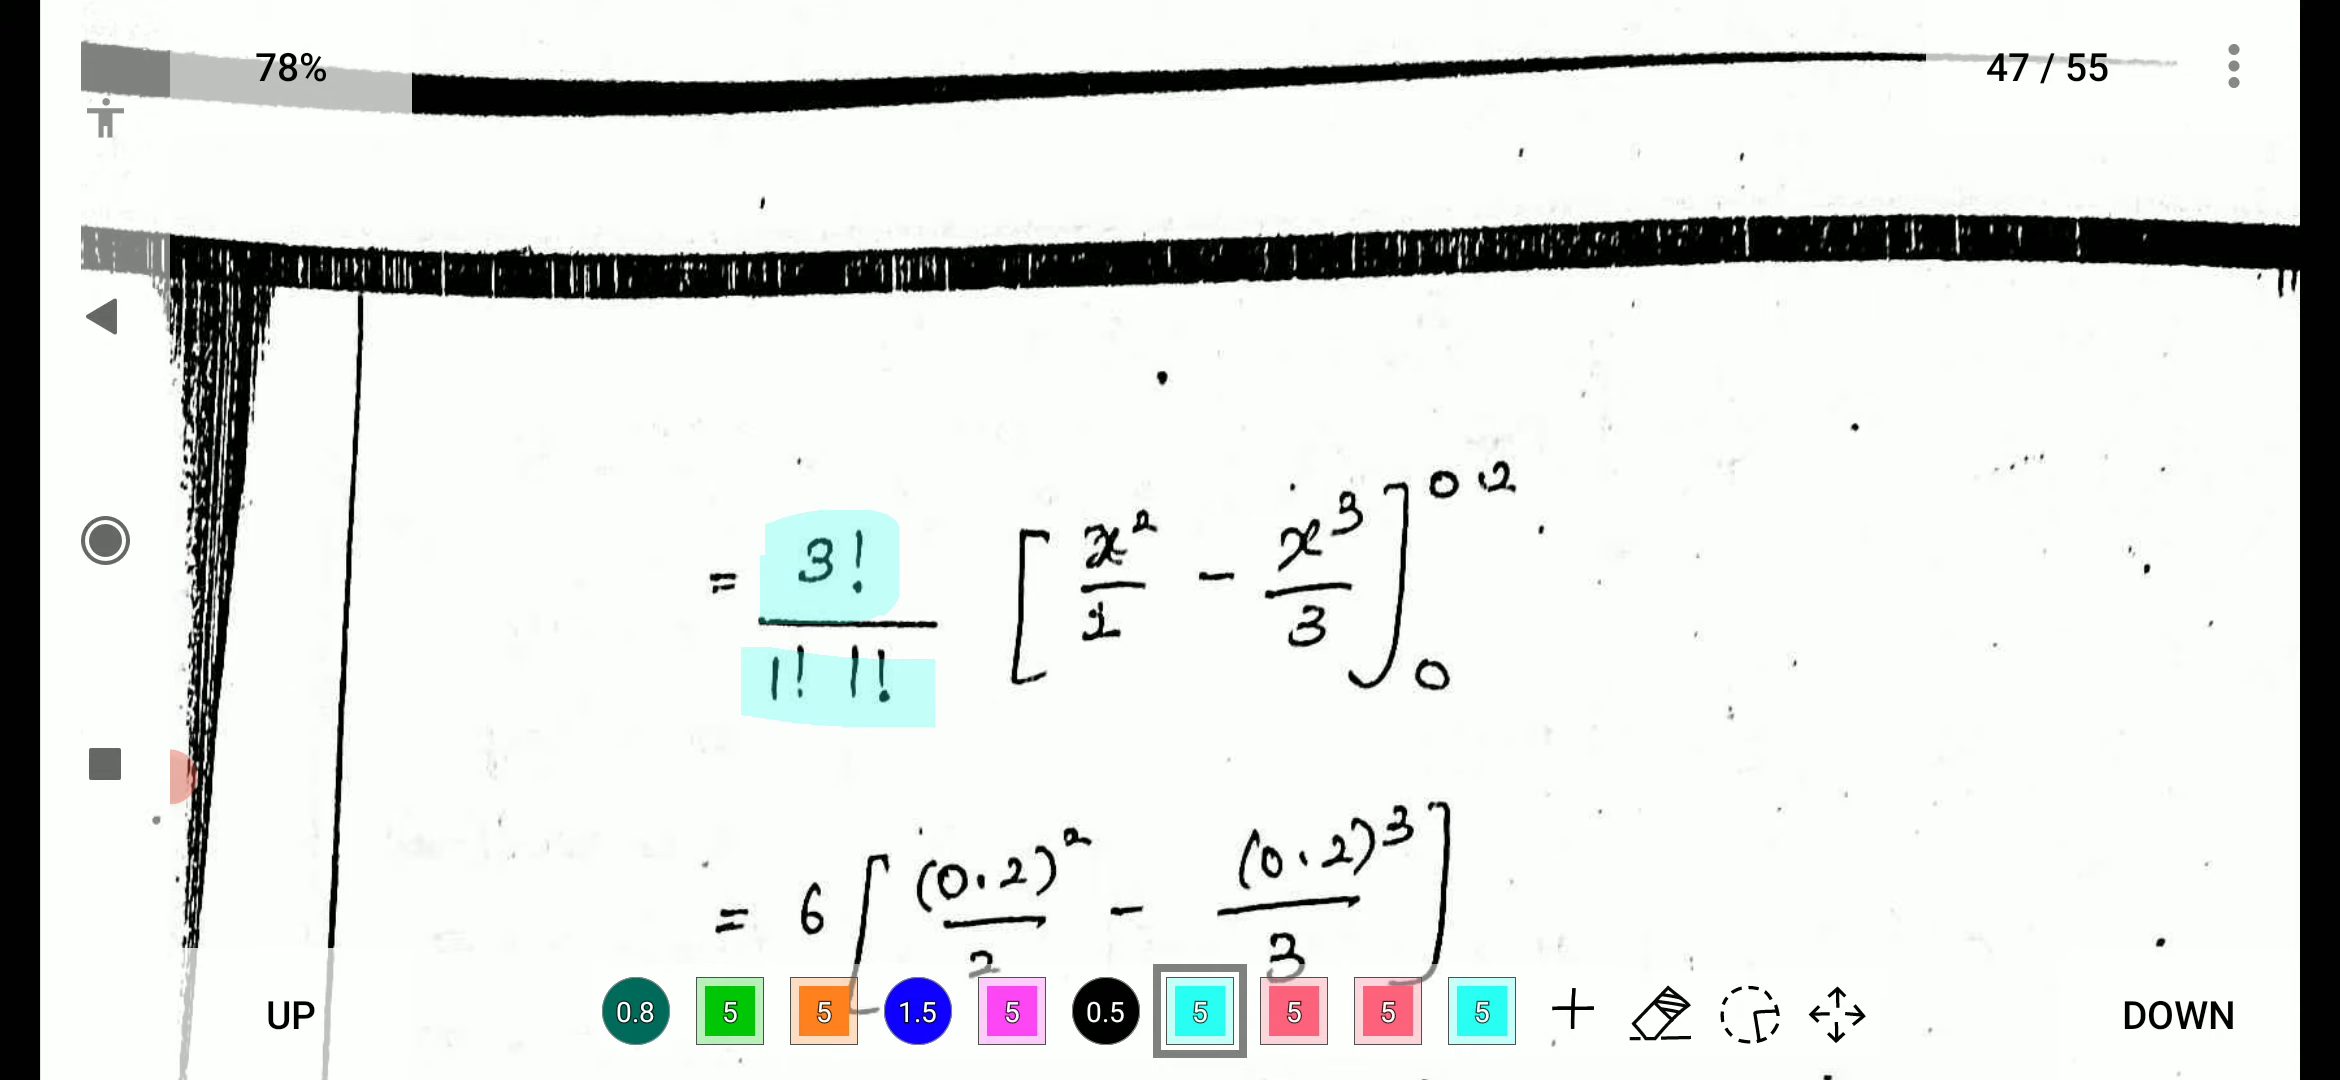 78% 47 / 55
= 3! / 1! 1! [ x² / 2 - x³ / 3 ]₀^0.2
= 6 [ (0.2)² / 2 - (0.2)³ / 3 ]
UP 0.8 5 5 1.5 5 0.5 5 5 5 5 DOWN